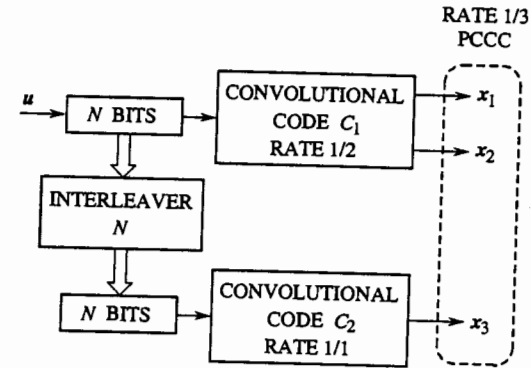 RATE 1/3
PCCC
u
N BITS
CONVOLUTIONAL
CODE C1
RATE 1/2
x1
x2
INTERLEAVER
N
N BITS
CONVOLUTIONAL
CODE C2
RATE 1/1
x3